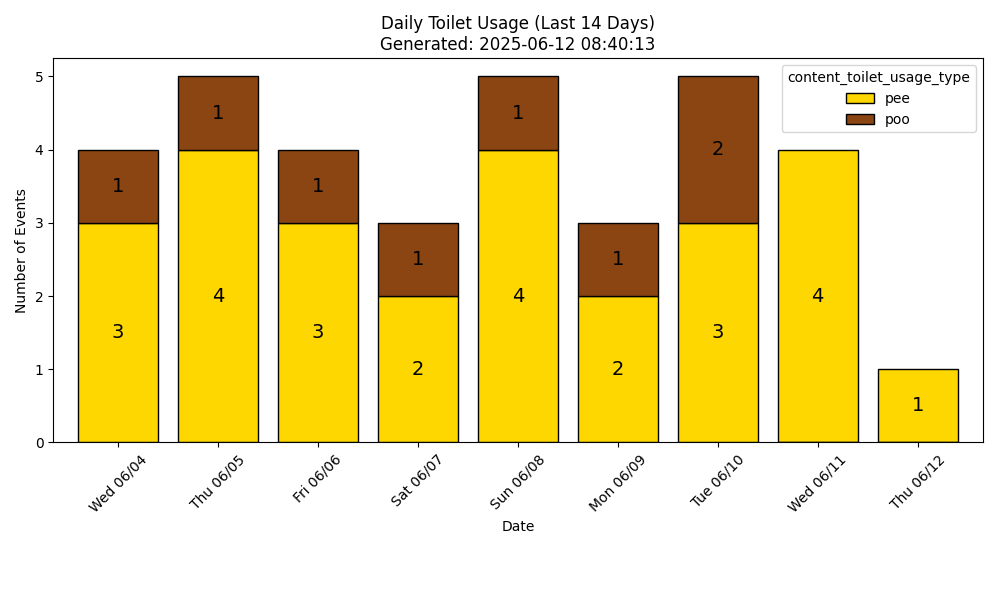 Daily Toilet Usage (Last 14 Days)
Generated: 2025-06-12 08:40:13
content_toilet_usage_type
pee
poo
Number of Events
5
4
3
2
1
0
1
3
1
4
1
3
1
2
1
4
1
2
2
3
4
1
Wed 06/04
Thu 06/05
Fri 06/06
Sat 06/07
Sun 06/08
Mon 06/09
Tue 06/10
Wed 06/11
Thu 06/12
Date